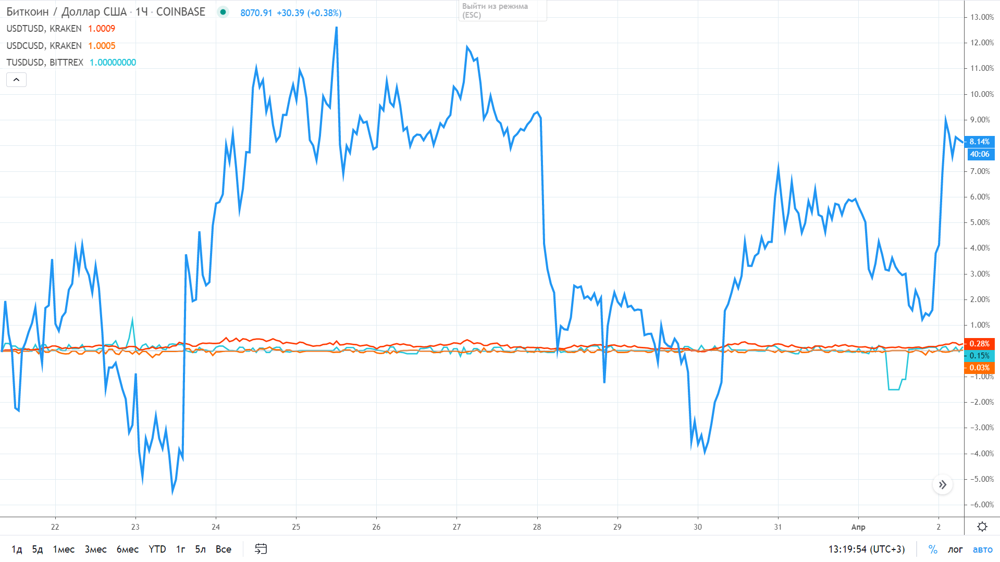 Биткоин / Доллар США · 1Ч · COINBASE 8070.91 +30.39 (+0.38%)
USDTUSD, KRAKEN 1.0009
USDCUSD, KRAKEN 1.0005
TUSDUSD, BITTREX 1.00000000
Выйти из режима
(ESC)
13.00%
12.00%
11.00%
10.00%
9.00%
8.14%
40:06
7.00%
6.00%
5.00%
4.00%
3.00%
2.00%
1.00%
0.28%
0.15%
0.03%
−1.00%
−2.00%
−3.00%
−4.00%
−5.00%
−6.00%
22 23 24 25 26 27 28 29 30 31 Апр 2
1д 5д 1мес 3мес 6мес YTD 1г 5л Все 13:19:54 (UTC+3) % лог авто